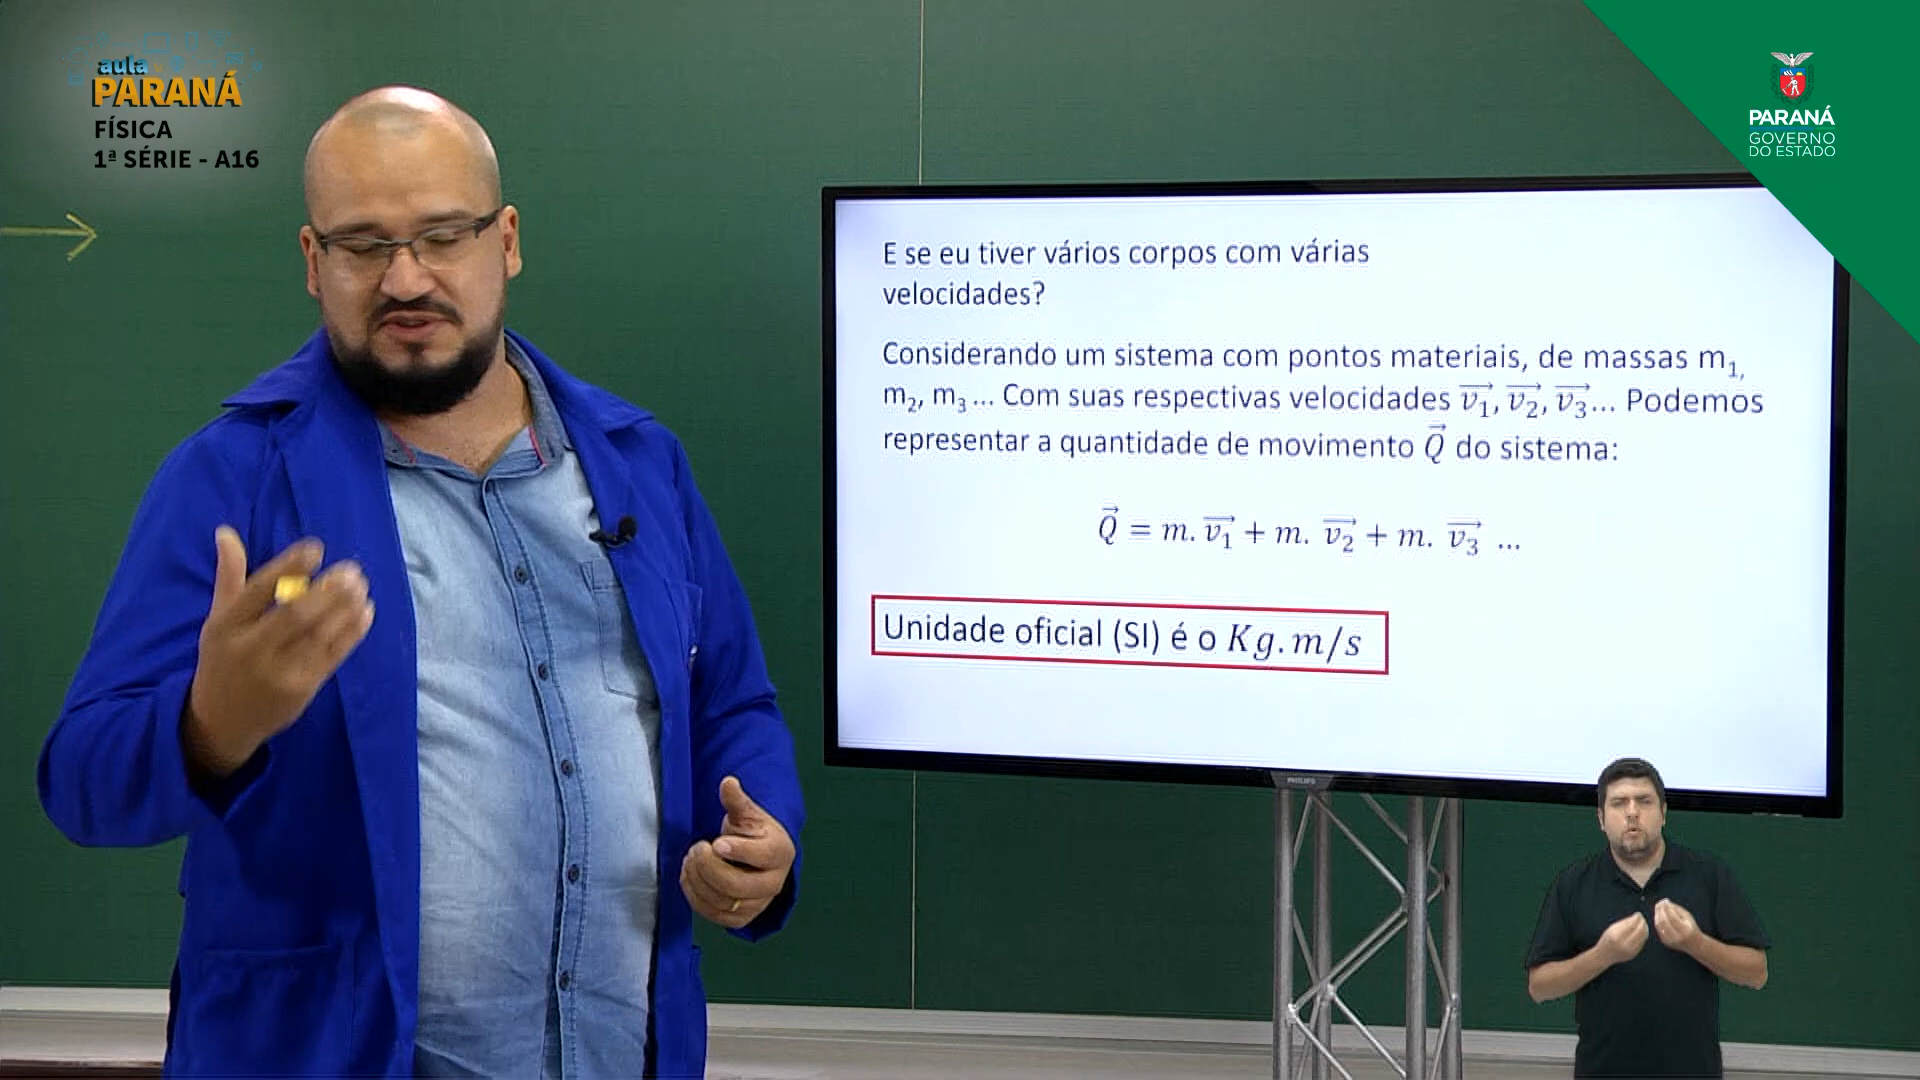 aula
PARANÁ
FÍSICA
1ª SÉRIE - A16
PARANÁ
GOVERNO
DO ESTADO
E se eu tiver vários corpos com várias
velocidades?
Considerando um sistema com pontos materiais, de massas m₁,
m₂, m₃ ... Com suas respectivas velocidades v₁⃗, v₂⃗, v₃⃗... Podemos
representar a quantidade de movimento Q⃗ do sistema:
Q⃗ = m. v₁⃗ + m. v₂⃗ + m. v₃⃗ ...
Unidade oficial (SI) é o Kg.m/s
PHILIPS